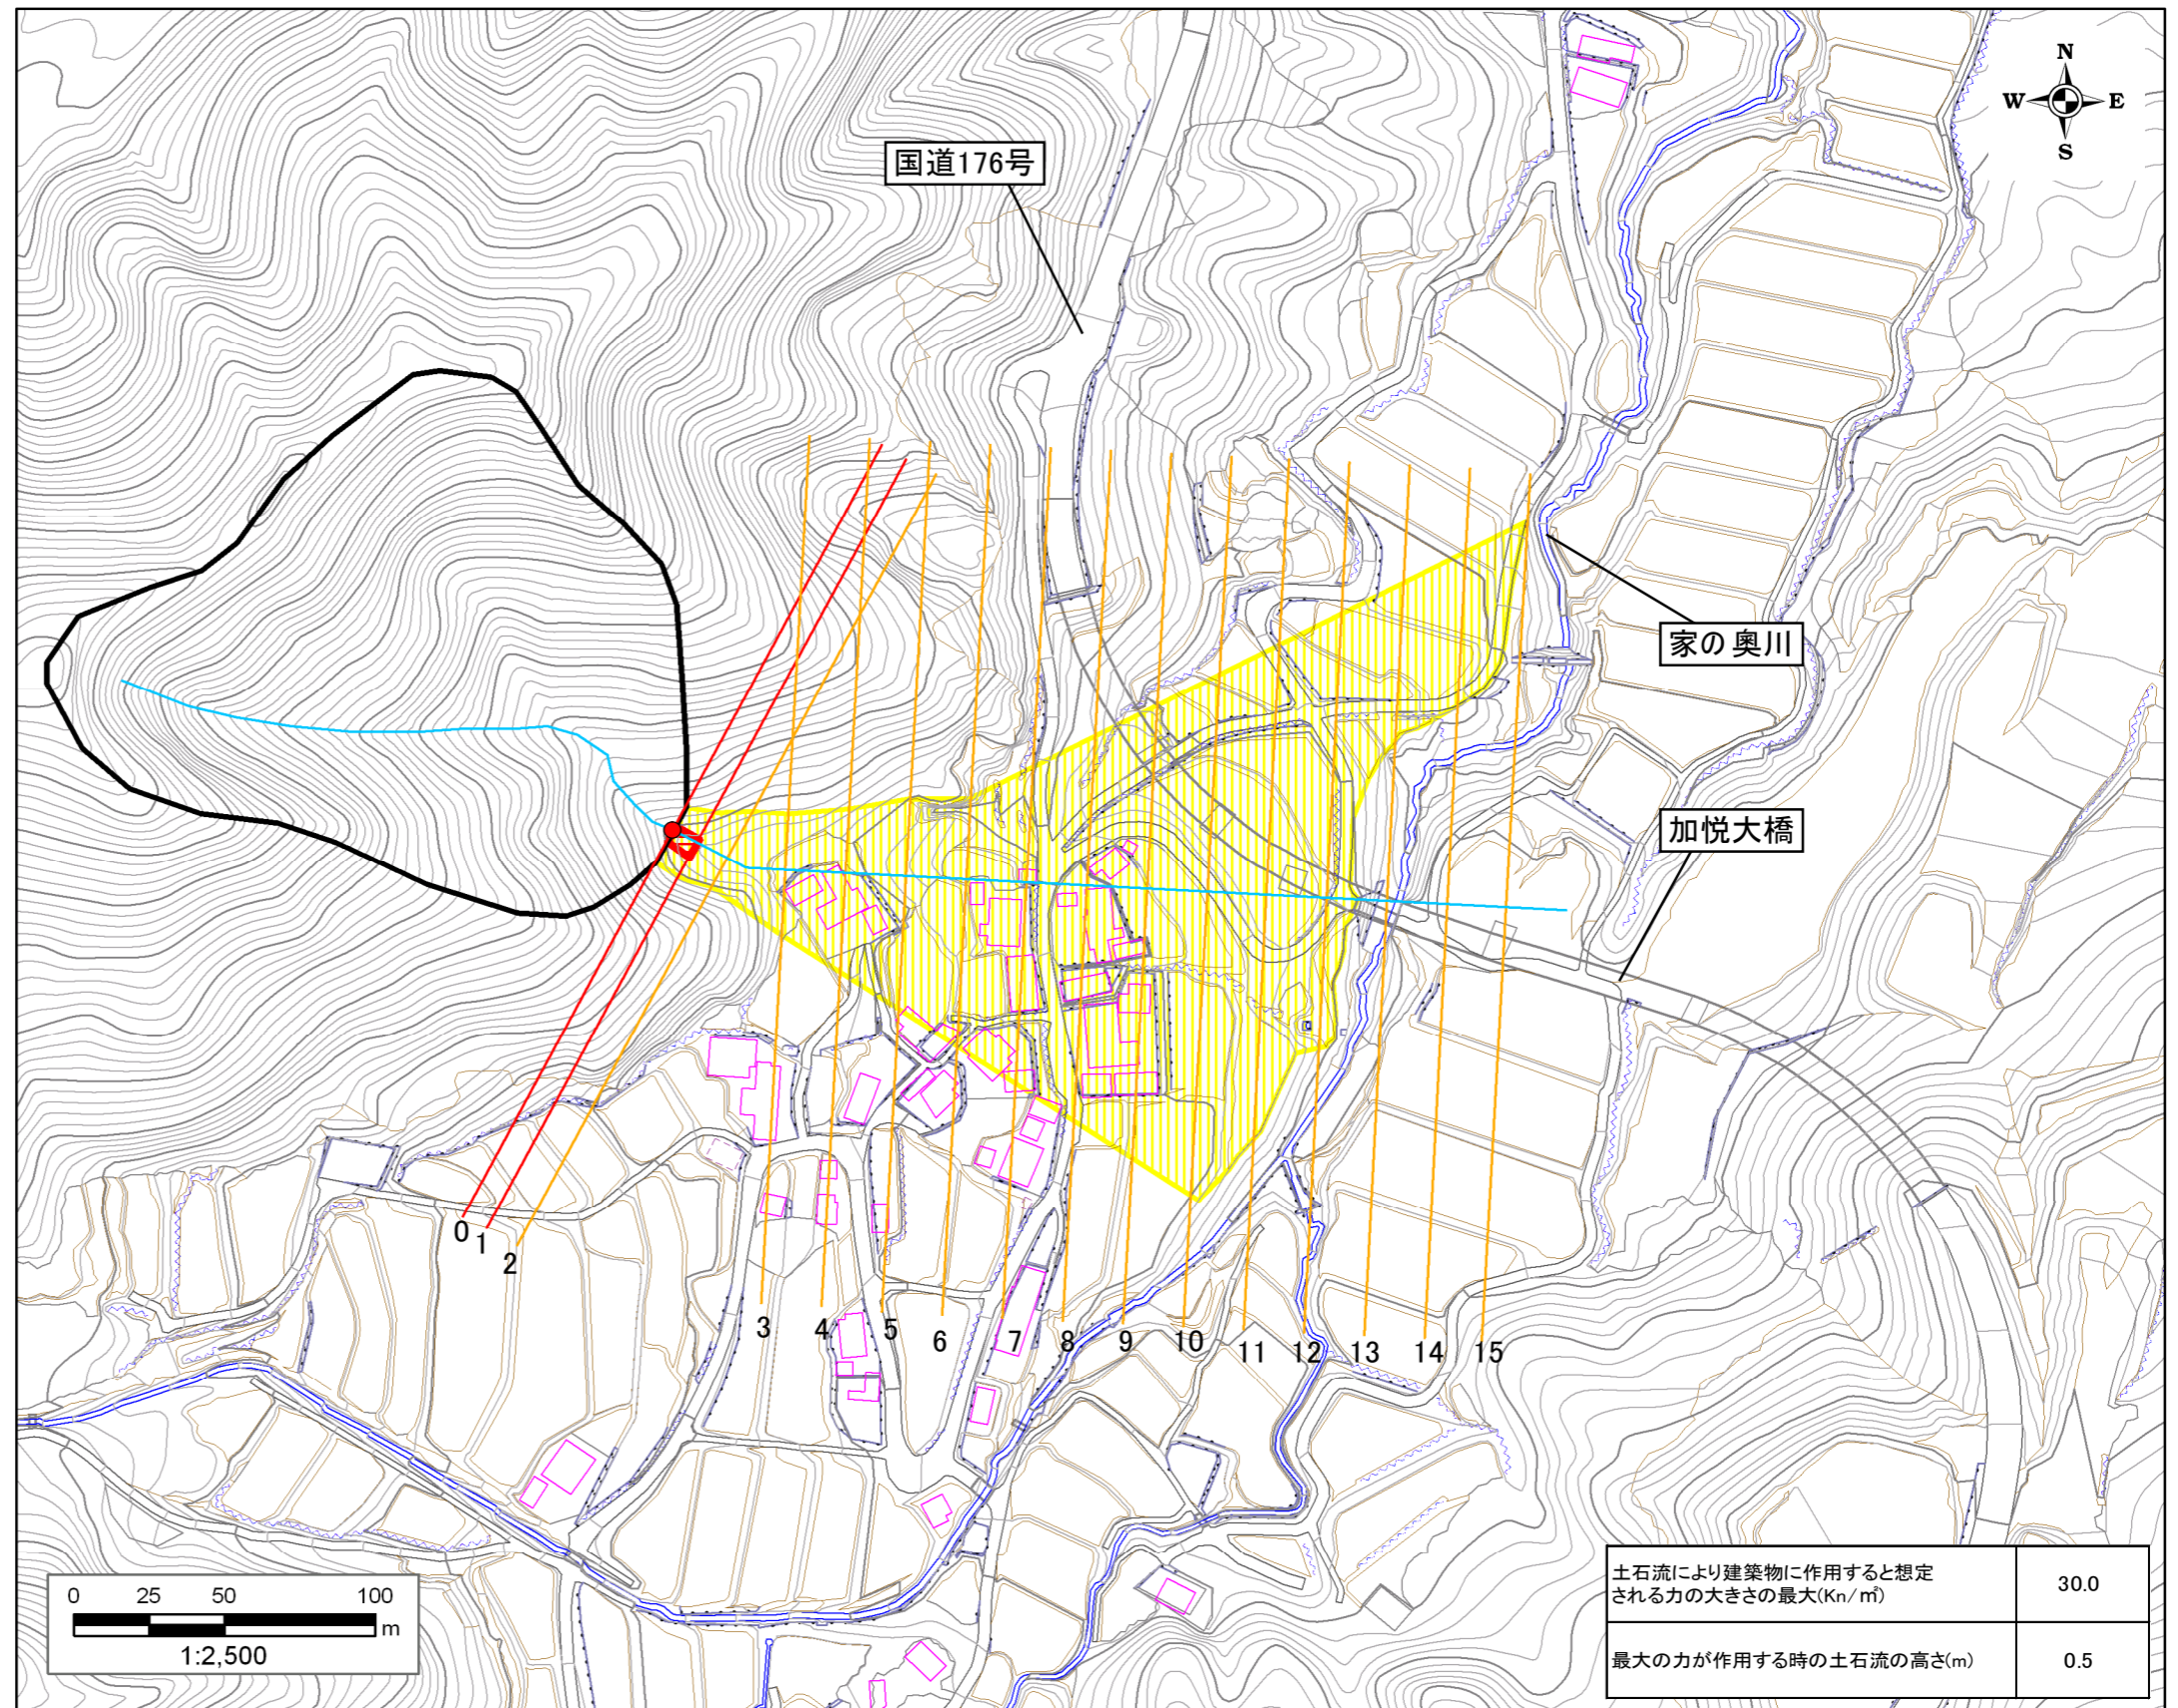 N
W E
S
国道176号
家の奥川
加悦大橋
0
1
2
3
4
5
6
7
8
9
10
11
12
13
14
15
0 25 50 100
m
1:2,500
土石流により建築物に作用すると想定
される力の大きさの最大(Kn/㎡)
30.0
最大の力が作用する時の土石流の高さ(m)
0.5